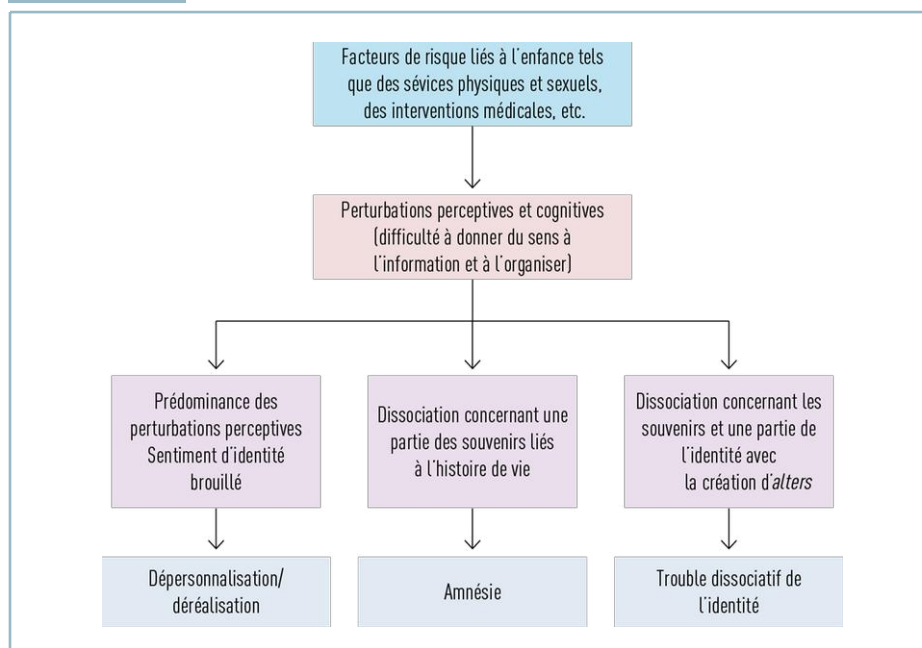 Facteurs de risque liés à l'enfance tels
que des sévices physiques et sexuels,
des interventions médicales, etc.
Perturbations perceptives et cognitives
(difficulté à donner du sens à
l'information et à l'organiser)
Prédominance des
perturbations perceptives
Sentiment d'identité
brouillé
Dissociation concernant une
partie des souvenirs liés
à l'histoire de vie
Dissociation concernant les
souvenirs et une partie de
l'identité avec
la création d'alters
Dépersonnalisation/
déréalisation
Amnésie
Trouble dissociatif de
l'identité